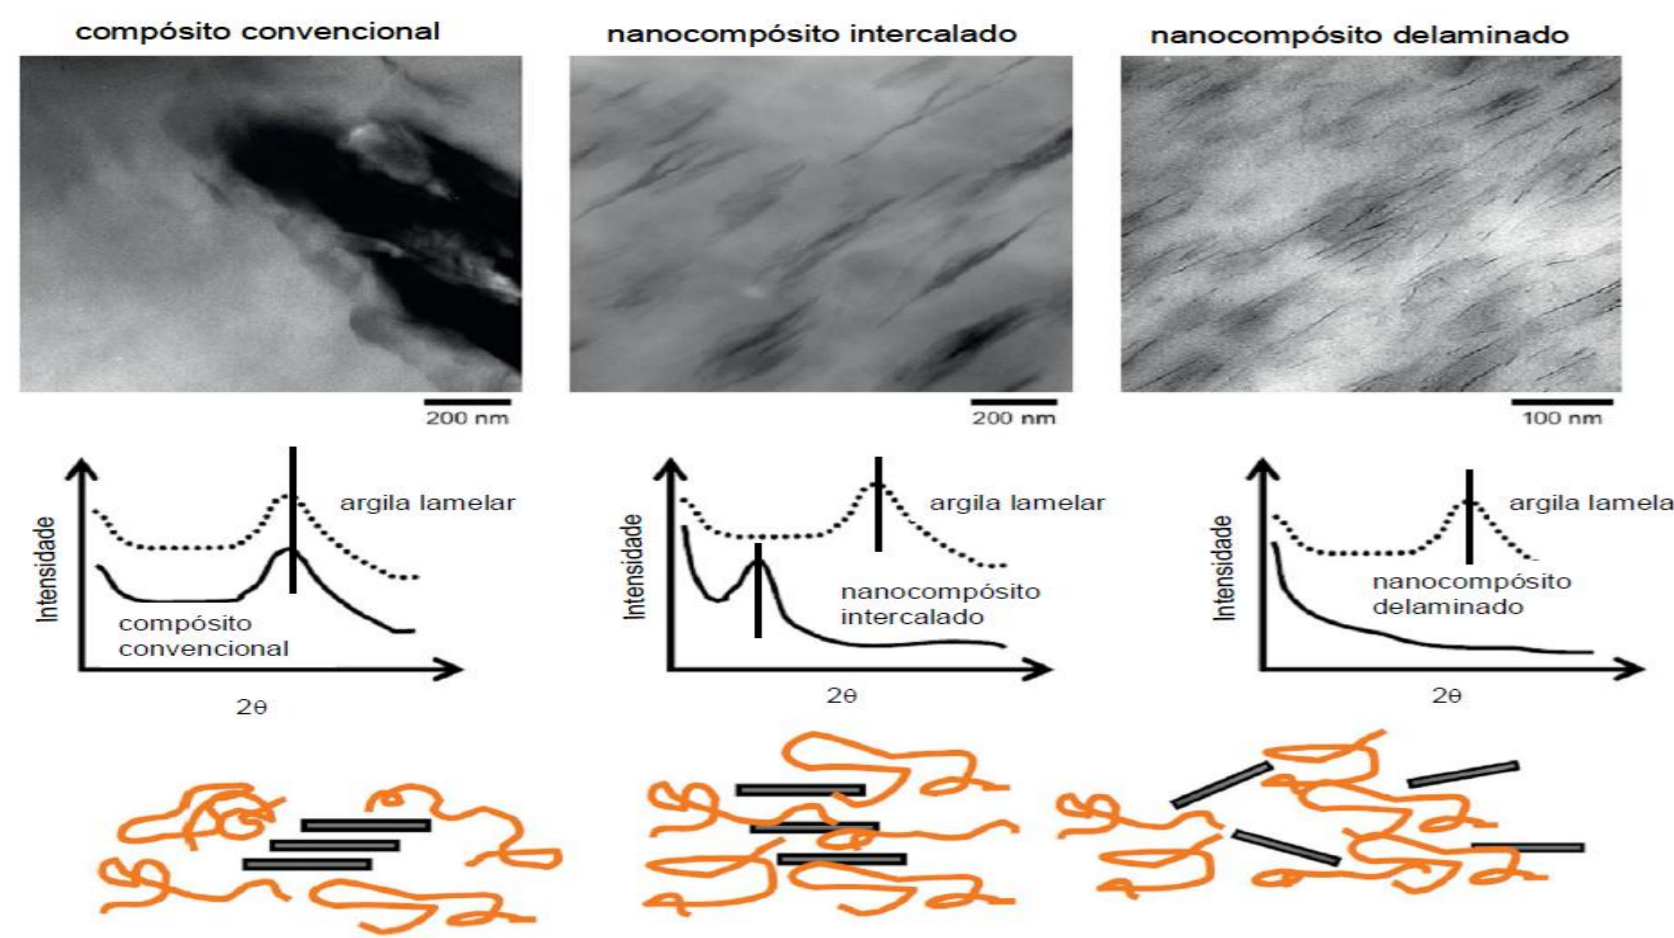 compósito convencional
nanocompósito intercalado
nanocompósito delaminado
200 nm
200 nm
100 nm
Intensidade
argila lamelar
compósito
convencional
2θ
Intensidade
argila lamelar
nanocompósito
intercalado
2θ
Intensidade
argila lamela
nanocompósito
delaminado
2θ